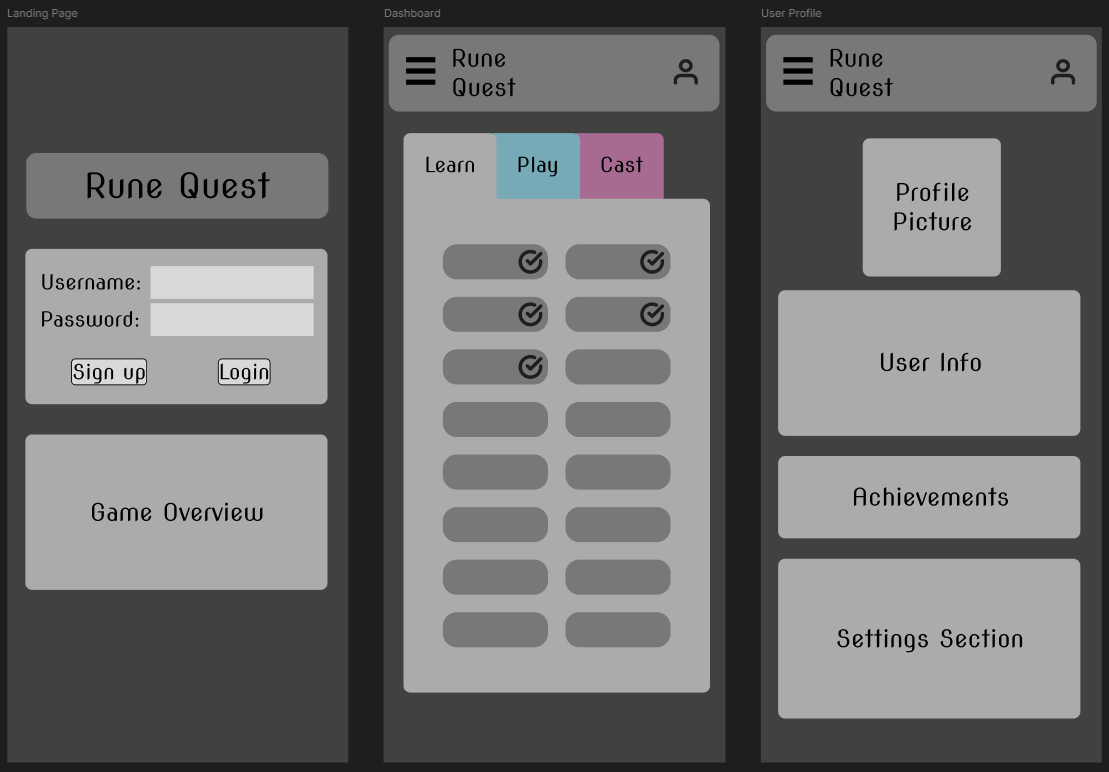 Landing Page
Rune Quest
Username:
Password:
Sign up
Login
Game Overview
Dashboard
Rune
Quest
Learn
Play
Cast
User Profile
Rune
Quest
Profile
Picture
User Info
Achievements
Settings Section